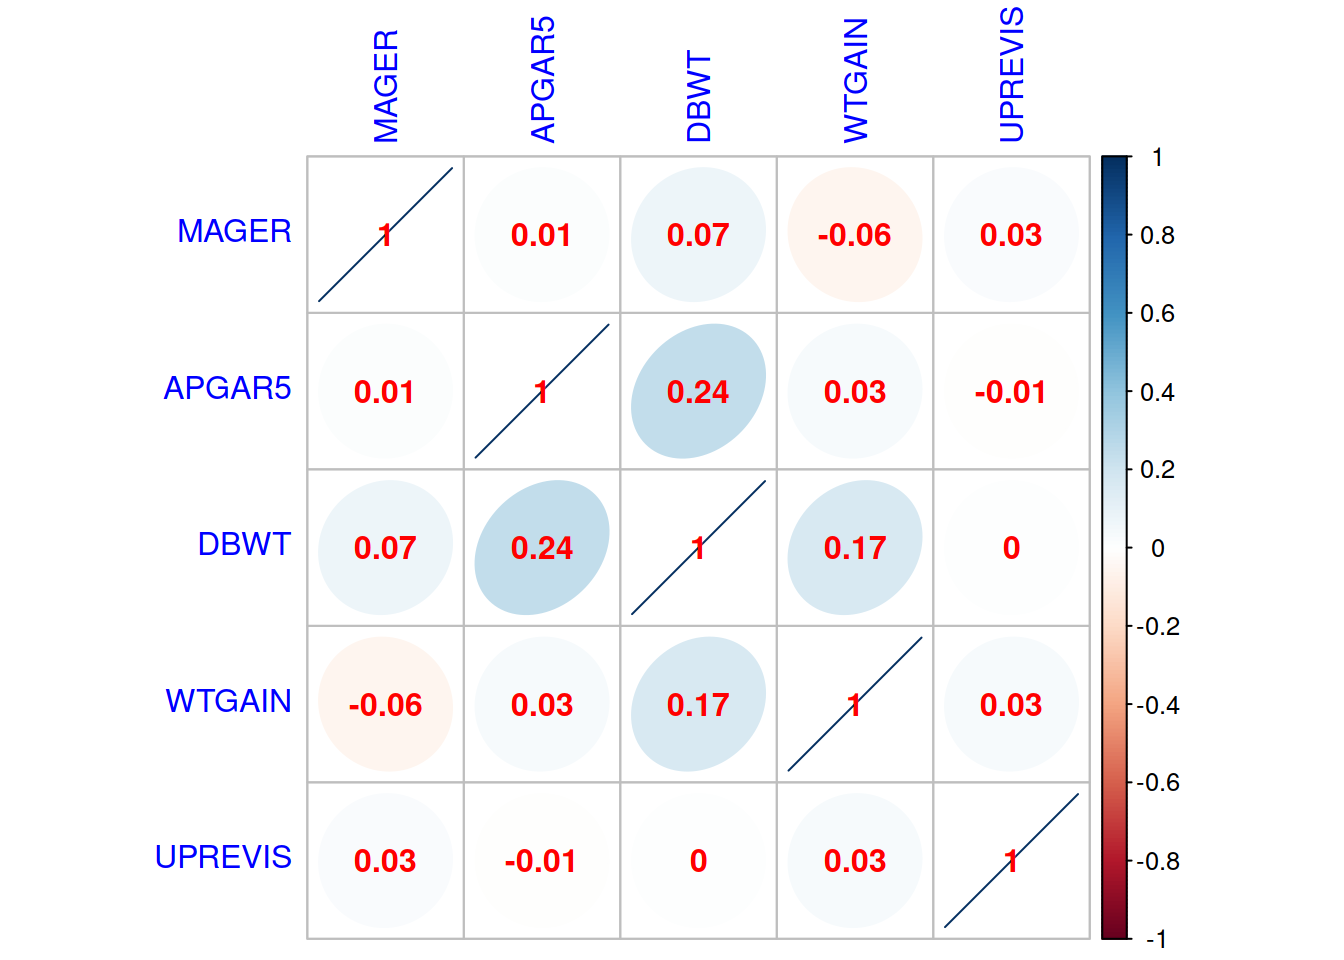 MAGER APGAR5 DBWT WTGAIN UPREVIS
MAGER 1 0.01 0.07 -0.06 0.03
APGAR5 0.01 1 0.24 0.03 -0.01
DBWT 0.07 0.24 1 0.17 0
WTGAIN -0.06 0.03 0.17 1 0.03
UPREVIS 0.03 -0.01 0 0.03 1
1
0.8
0.6
0.4
0.2
0
-0.2
-0.4
-0.6
-0.8
-1